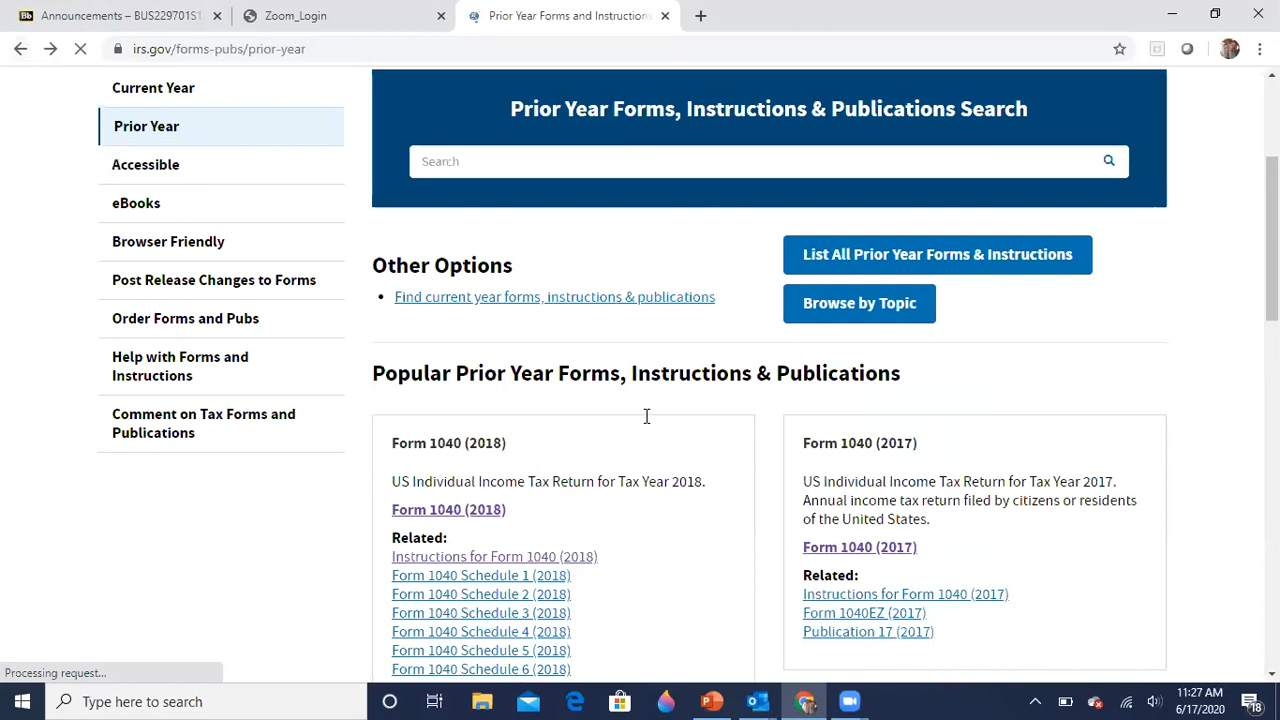 Announcements – BUS229701S1
Zoom_Login
Prior Year Forms and Instructions
irs.gov/forms-pubs/prior-year
Current Year
Prior Year
Accessible
eBooks
Browser Friendly
Post Release Changes to Forms
Order Forms and Pubs
Help with Forms and
Instructions
Comment on Tax Forms and
Publications
Prior Year Forms, Instructions & Publications Search
Search
Other Options
• Find current year forms, instructions & publications
List All Prior Year Forms & Instructions
Browse by Topic
Popular Prior Year Forms, Instructions & Publications
Form 1040 (2018)
US Individual Income Tax Return for Tax Year 2018.
Form 1040 (2018)
Related:
Instructions for Form 1040 (2018)
Form 1040 Schedule 1 (2018)
Form 1040 Schedule 2 (2018)
Form 1040 Schedule 3 (2018)
Form 1040 Schedule 4 (2018)
Form 1040 Schedule 5 (2018)
Form 1040 Schedule 6 (2018)
Form 1040 (2017)
US Individual Income Tax Return for Tax Year 2017.
Annual income tax return filed by citizens or residents
of the United States.
Form 1040 (2017)
Related:
Instructions for Form 1040 (2017)
Form 1040EZ (2017)
Publication 17 (2017)
Processing request...
Type here to search
11:27 AM
6/17/2020
18